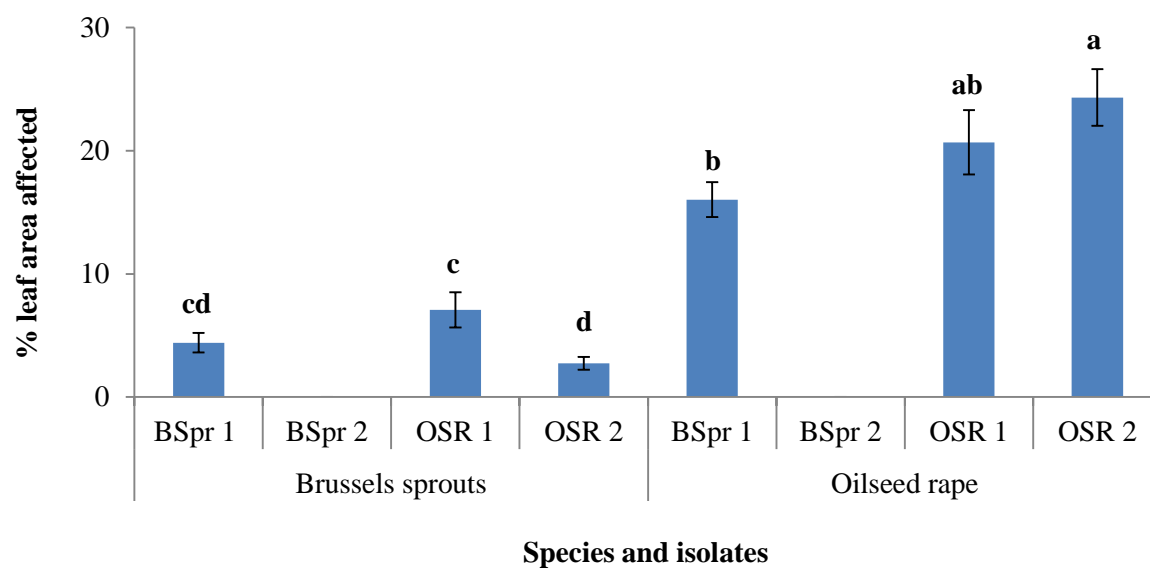 30
20
10
0
% leaf area affected
cd
c
d
b
ab
a
BSpr 1 BSpr 2 OSR 1 OSR 2 BSpr 1 BSpr 2 OSR 1 OSR 2
Brussels sprouts Oilseed rape
Species and isolates